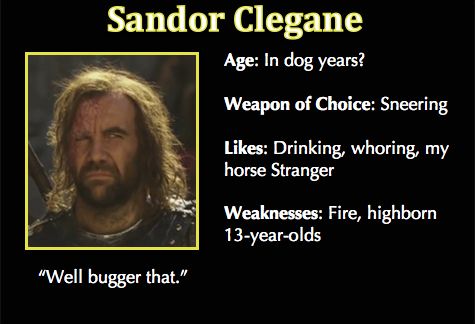 Sandor Clegane
Age: In dog years?
Weapon of Choice: Sneering
Likes: Drinking, whoring, my
horse Stranger
Weaknesses: Fire, highborn
13-year-olds
“Well bugger that.”